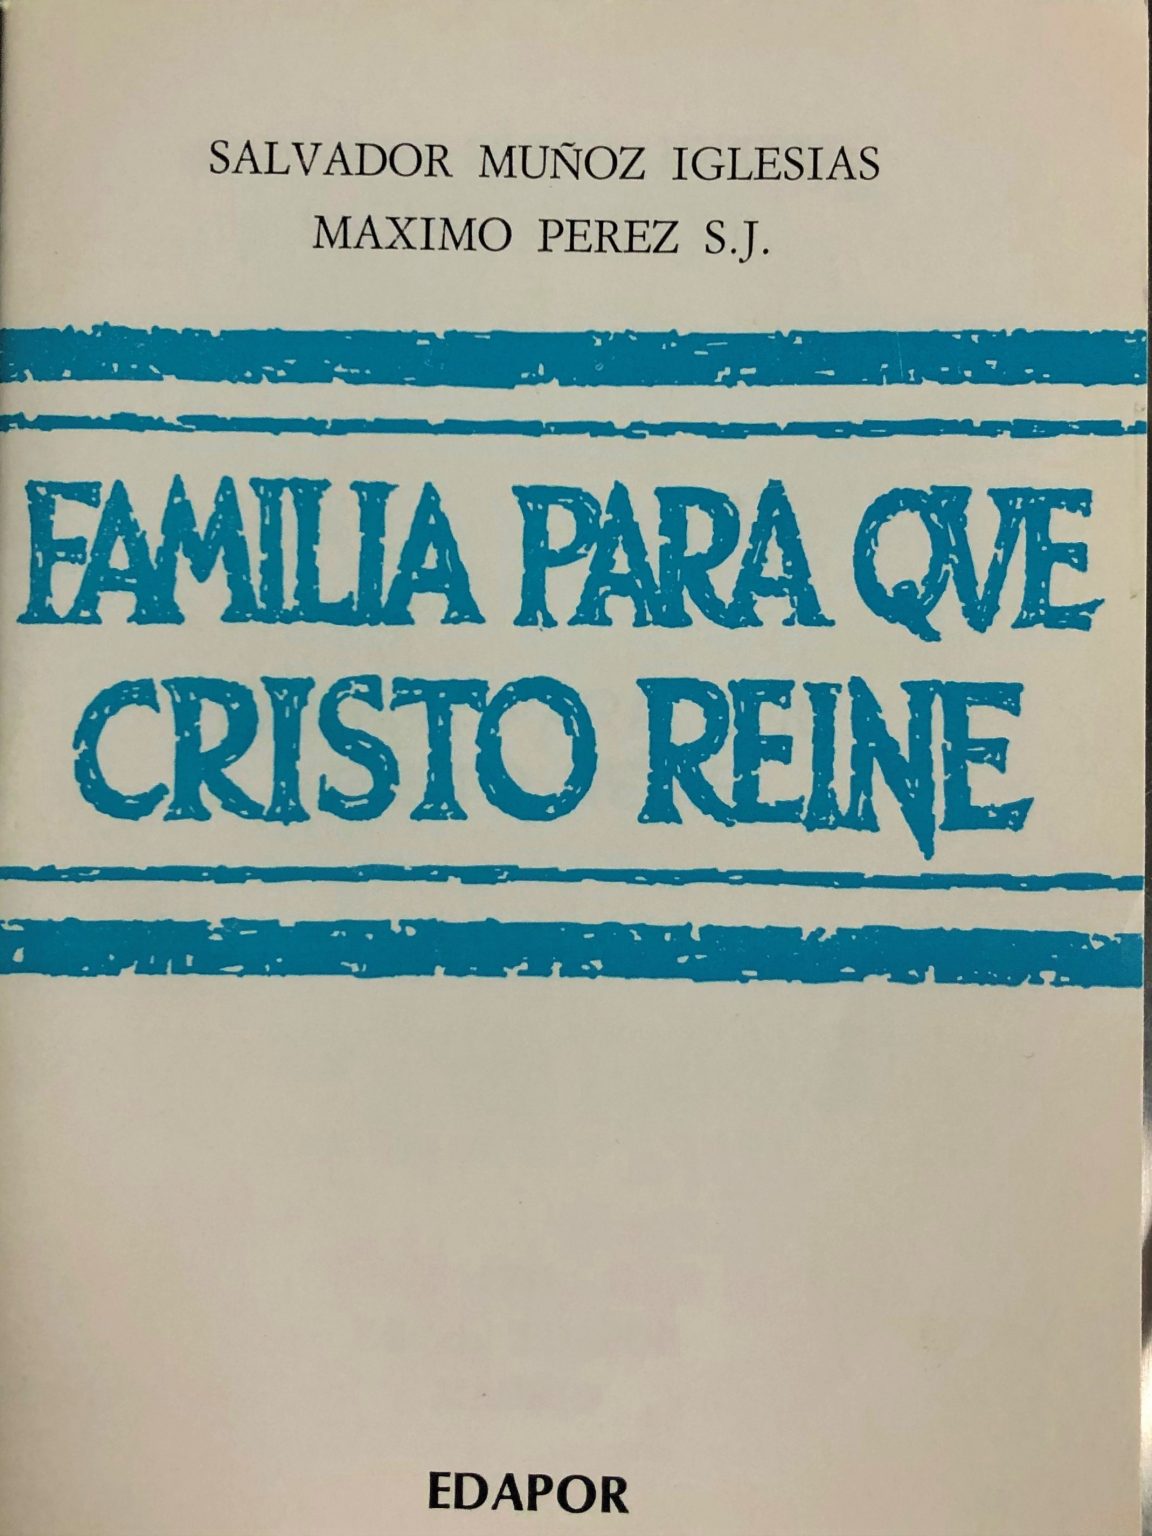 SALVADOR MUÑOZ IGLESIAS
MAXIMO PEREZ S.J.
FAMILIA PARA QVE
CRISTO REINE
EDAPOR